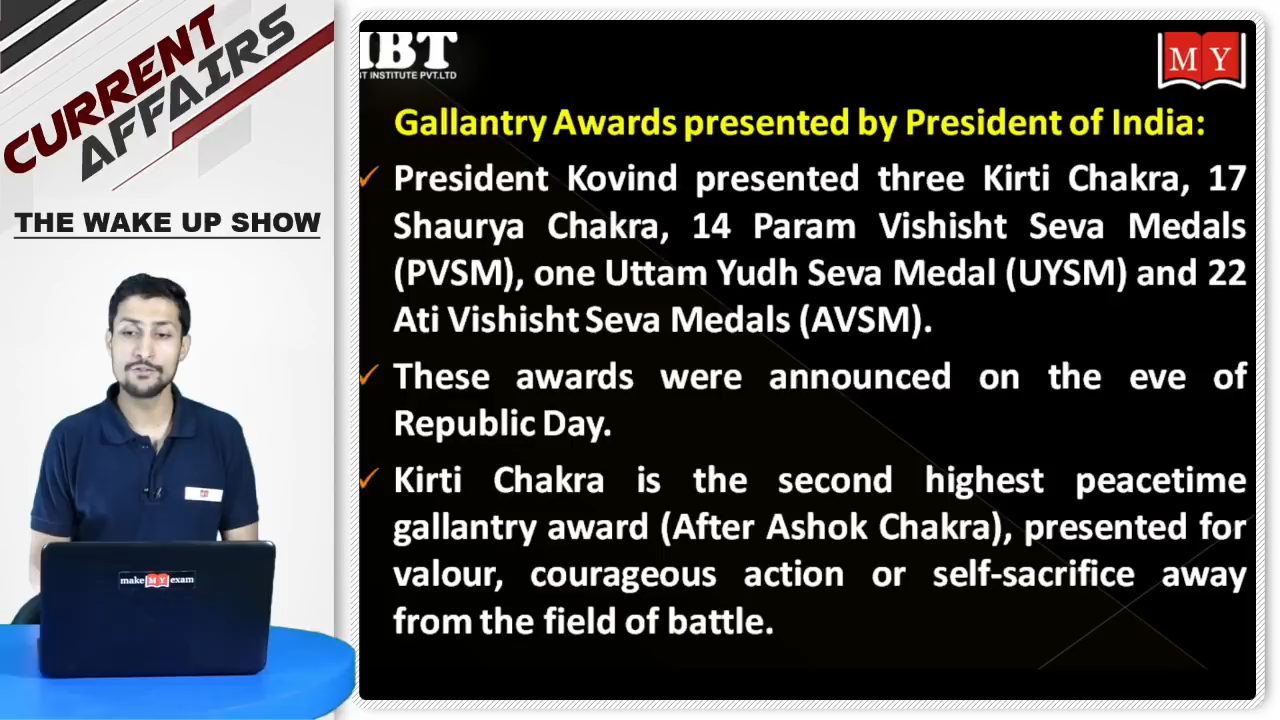 CURRENT
AFFAIRS
THE WAKE UP SHOW
make MY exam
IBT
BT INSTITUTE PVT.LTD
M Y
Gallantry Awards presented by President of India:
✓ President Kovind presented three Kirti Chakra, 17
Shaurya Chakra, 14 Param Vishisht Seva Medals
(PVSM), one Uttam Yudh Seva Medal (UYSM) and 22
Ati Vishisht Seva Medals (AVSM).
✓ These awards were announced on the eve of
Republic Day.
✓ Kirti Chakra is the second highest peacetime
gallantry award (After Ashok Chakra), presented for
valour, courageous action or self-sacrifice away
from the field of battle.